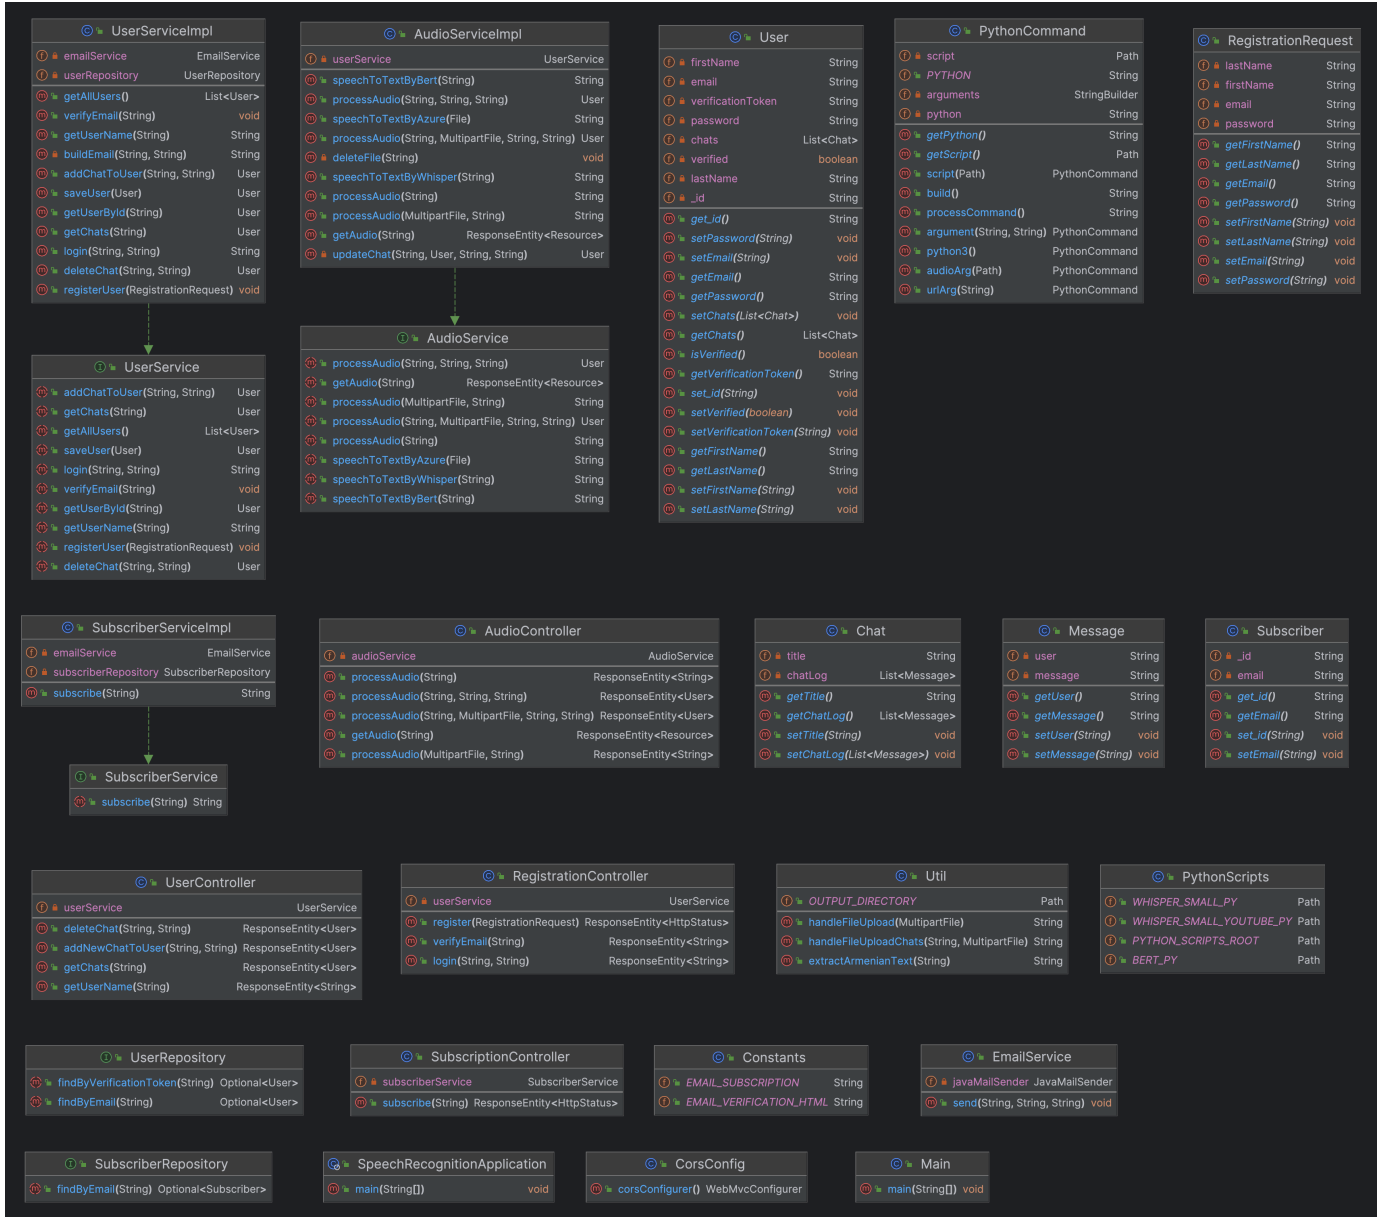 UserServiceImpl
emailService EmailService
userRepository UserRepository
getAllUsers() List<User>
verifyEmail(String) void
getUserName(String) String
buildEmail(String, String) String
addChatToUser(String, String) User
saveUser(User) User
getUserById(String) User
getChats(String) User
login(String, String) String
deleteChat(String, String) User
registerUser(RegistrationRequest) void
AudioServiceImpl
userService UserService
speechToTextByBert(String) String
processAudio(String, String, String) User
speechToTextByAzure(File) String
processAudio(String, MultipartFile, String, String) User
deleteFile(String) void
speechToTextByWhisper(String) String
processAudio(String) String
processAudio(MultipartFile, String) String
getAudio(String) ResponseEntity<Resource>
updateChat(String, User, String, String) User
User
firstName String
email String
verificationToken String
password String
chats List<Chat>
verified boolean
lastName String
_id String
get_id() String
setPassword(String) void
setEmail(String) void
getEmail() String
getPassword() String
setChats(List<Chat>) void
getChats() List<Chat>
isVerified() boolean
getVerificationToken() String
set_id(String) void
setVerified(boolean) void
setVerificationToken(String) void
getFirstName() String
getLastName() String
setFirstName(String) void
setLastName(String) void
PythonCommand
script Path
PYTHON String
arguments StringBuilder
python String
getPython() String
getScript() Path
script(Path) PythonCommand
build() String
processCommand() String
argument(String, String) PythonCommand
python3() PythonCommand
audioArg(Path) PythonCommand
urlArg(String) PythonCommand
RegistrationRequest
lastName String
firstName String
email String
password String
getFirstName() String
getLastName() String
getEmail() String
getPassword() String
setFirstName(String) void
setLastName(String) void
setEmail(String) void
setPassword(String) void
UserService
addChatToUser(String, String) User
getChats(String) User
getAllUsers() List<User>
saveUser(User) User
login(String, String) String
verifyEmail(String) void
getUserById(String) User
getUserName(String) String
registerUser(RegistrationRequest) void
deleteChat(String, String) User
AudioService
processAudio(String, String, String) User
getAudio(String) ResponseEntity<Resource>
processAudio(MultipartFile, String) String
processAudio(String, MultipartFile, String, String) User
processAudio(String) String
speechToTextByAzure(File) String
speechToTextByWhisper(String) String
speechToTextByBert(String) String
SubscriberServiceImpl
emailService EmailService
subscriberRepository SubscriberRepository
subscribe(String) String
SubscriberService
subscribe(String) String
AudioController
audioService AudioService
processAudio(String) ResponseEntity<String>
processAudio(String, String, String) ResponseEntity<User>
processAudio(String, MultipartFile, String, String) ResponseEntity<User>
getAudio(String) ResponseEntity<Resource>
processAudio(MultipartFile, String) ResponseEntity<String>
Chat
title String
chatLog List<Message>
getTitle() String
getChatLog() List<Message>
setTitle(String) void
setChatLog(List<Message>) void
Message
user String
message String
getUser() String
getMessage() String
setUser(String) void
setMessage(String) void
Subscriber
_id String
email String
get_id() String
getEmail() String
set_id(String) void
setEmail(String) void
UserController
userService UserService
deleteChat(String, String) ResponseEntity<User>
addNewChatToUser(String, String) ResponseEntity<User>
getChats(String) ResponseEntity<User>
getUserName(String) ResponseEntity<String>
RegistrationController
userService UserService
register(RegistrationRequest) ResponseEntity<HttpStatus>
verifyEmail(String) ResponseEntity<String>
login(String, String) ResponseEntity<String>
Util
OUTPUT_DIRECTORY Path
handleFileUpload(MultipartFile) String
handleFileUploadChats(String, MultipartFile) String
extractArmenianText(String) String
PythonScripts
WHISPER_SMALL_PY Path
WHISPER_SMALL_YOUTUBE_PY Path
PYTHON_SCRIPTS_ROOT Path
BERT_PY Path
UserRepository
findByVerificationToken(String) Optional<User>
findByEmail(String) Optional<User>
SubscriptionController
subscriberService SubscriberService
subscribe(String) ResponseEntity<HttpStatus>
Constants
EMAIL_SUBSCRIPTION String
EMAIL_VERIFICATION_HTML String
EmailService
javaMailSender JavaMailSender
send(String, String, String) void
SubscriberRepository
findByEmail(String) Optional<Subscriber>
SpeechRecognitionApplication
main(String[]) void
CorsConfig
corsConfigurer() WebMvcConfigurer
Main
main(String[]) void